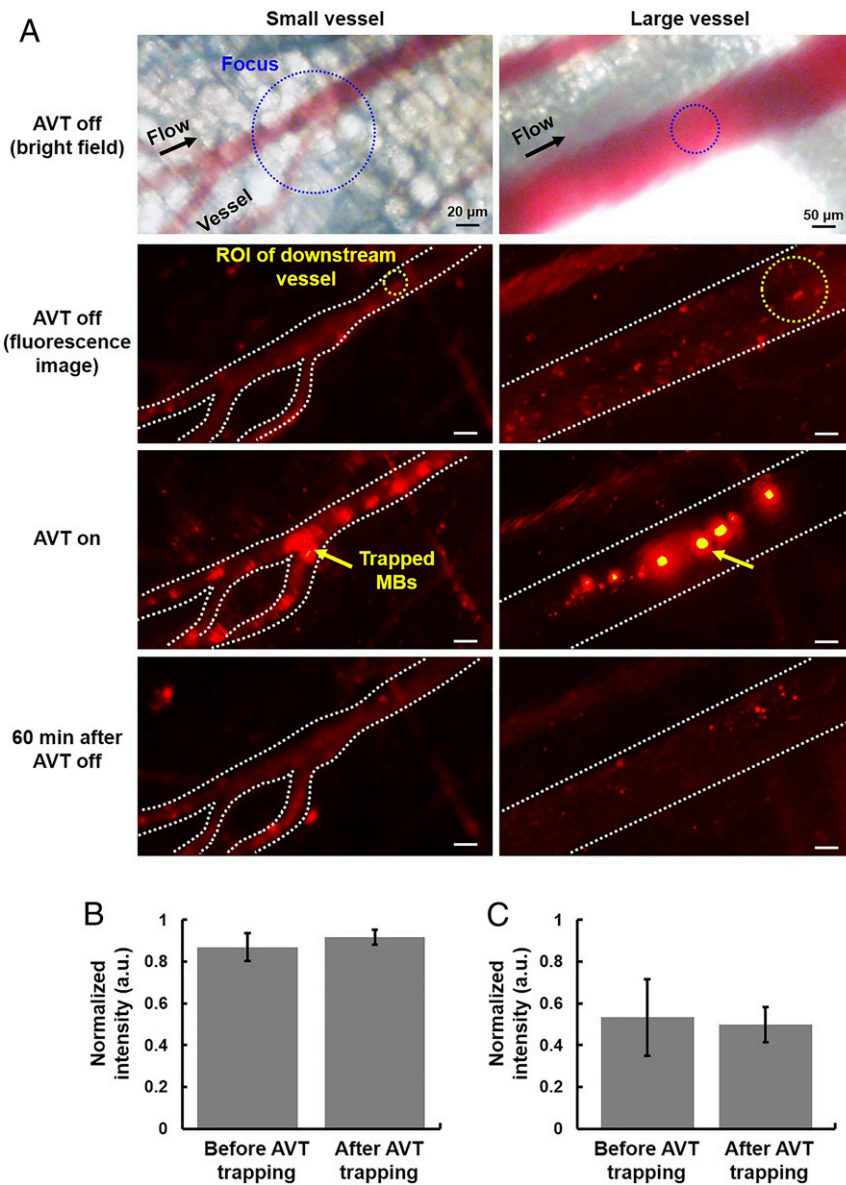 A
Small vessel
Large vessel
AVT off
(bright field)
Focus
Flow
Vessel
20 µm
Flow
50 µm
AVT off
(fluorescence
image)
ROI of downstream
vessel
AVT on
Trapped
MBs
60 min after
AVT off
B
Normalized
intensity (a.u.)
1
0.8
0.6
0.4
0.2
0
Before AVT
trapping
After AVT
trapping
C
Normalized
intensity (a.u.)
1
0.8
0.6
0.4
0.2
0
Before AVT
trapping
After AVT
trapping